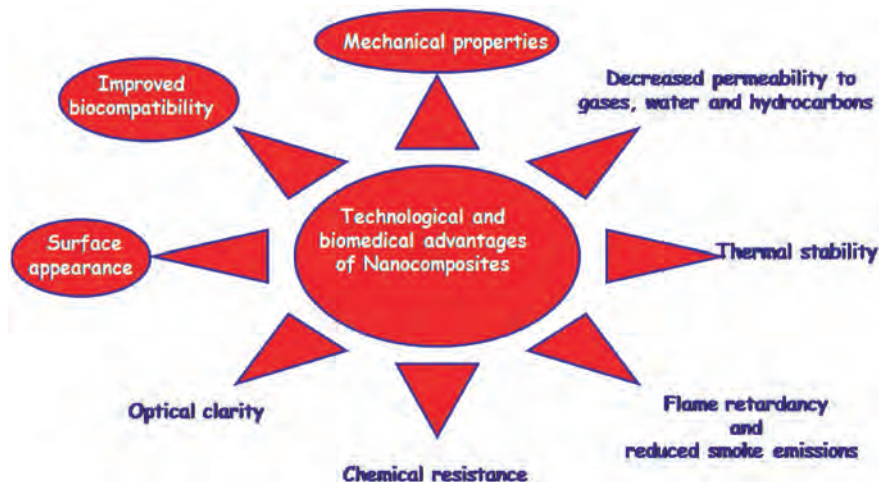 Mechanical properties
Improved
biocompatibility
Decreased permeability to
gases, water and hydrocarbons
Technological and
biomedical advantages
of Nanocomposites
Surface
appearance
Thermal stability
Optical clarity
Flame retardancy
and
reduced smoke emissions
Chemical resistance